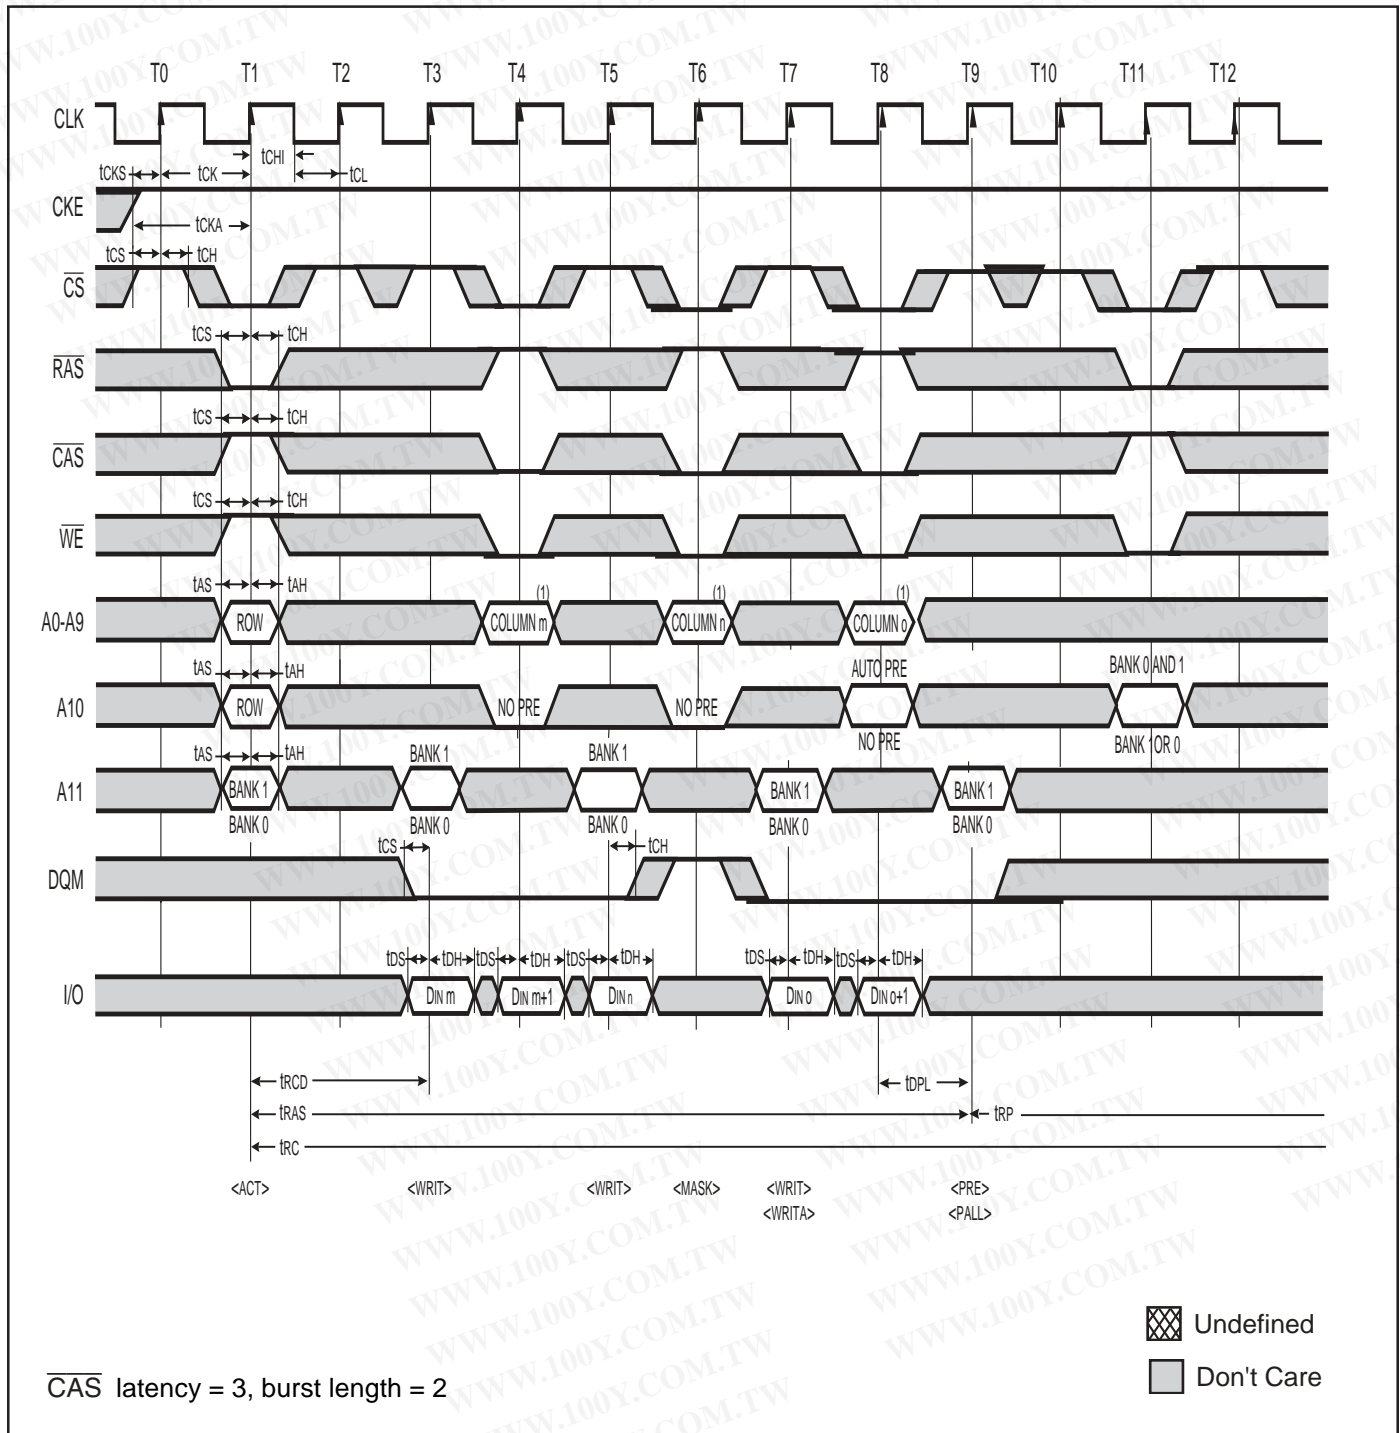 T0 T1 T2 T3 T4 T5 T6 T7 T8 T9 T10 T11 T12
CLK
tCHI
tCKS tCK tCL
CKE
tCKA
tCS tCH
CS
tCS tCH
RAS
tCS tCH
CAS
tCS tCH
WE
tAS tAH (1) (1) (1)
A0-A9 ROW COLUMN m COLUMN n COLUMN o
tAS tAH AUTO PRE BANK 0 AND 1
A10 ROW NO PRE NO PRE
NO PRE BANK 1 OR 0
tAS tAH BANK 1 BANK 1
A11 BANK 1 BANK 1 BANK 1
BANK 0 BANK 0 BANK 0 BANK 0 BANK 0
tCS tCH
DQM
tDS tDH tDS tDH tDS tDH tDS tDH tDS tDH
I/O DIN m DIN m+1 DIN n DIN o DIN o+1
tRCD tDPL
tRAS tRP
tRC
<ACT> <WRIT> <WRIT> <MASK> <WRIT> <PRE>
<WRITA> <PALL>
Undefined
Don't Care
CAS latency = 3, burst length = 2
WWW.100Y.COM.TW